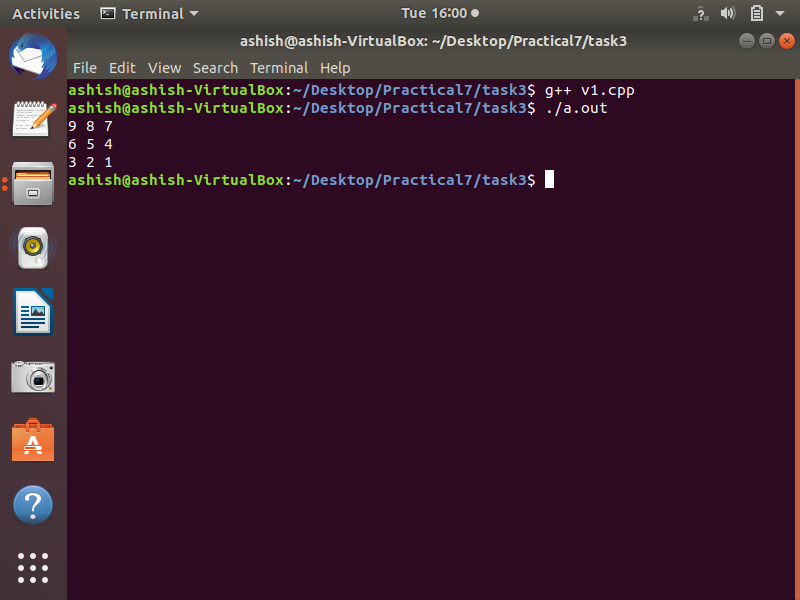 Activities Terminal Tue 16:00
ashish@ashish-VirtualBox: ~/Desktop/Practical7/task3
File Edit View Search Terminal Help
ashish@ashish-VirtualBox:~/Desktop/Practical7/task3$ g++ v1.cpp
ashish@ashish-VirtualBox:~/Desktop/Practical7/task3$ ./a.out
9 8 7
6 5 4
3 2 1
ashish@ashish-VirtualBox:~/Desktop/Practical7/task3$